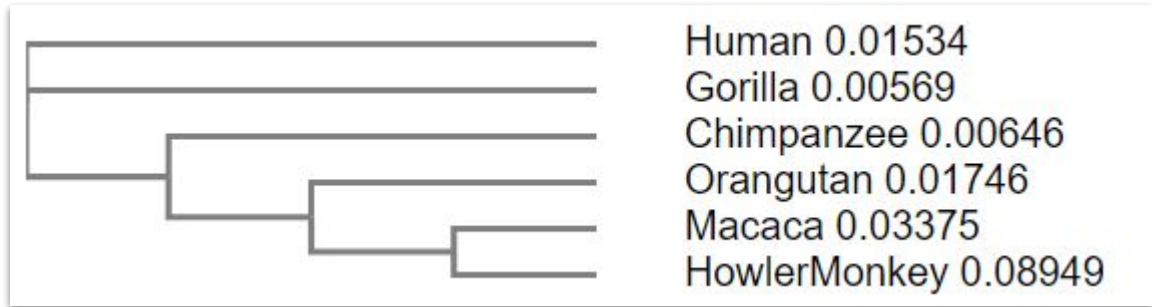 Human 0.01534
Gorilla 0.00569
Chimpanzee 0.00646
Orangutan 0.01746
Macaca 0.03375
HowlerMonkey 0.08949